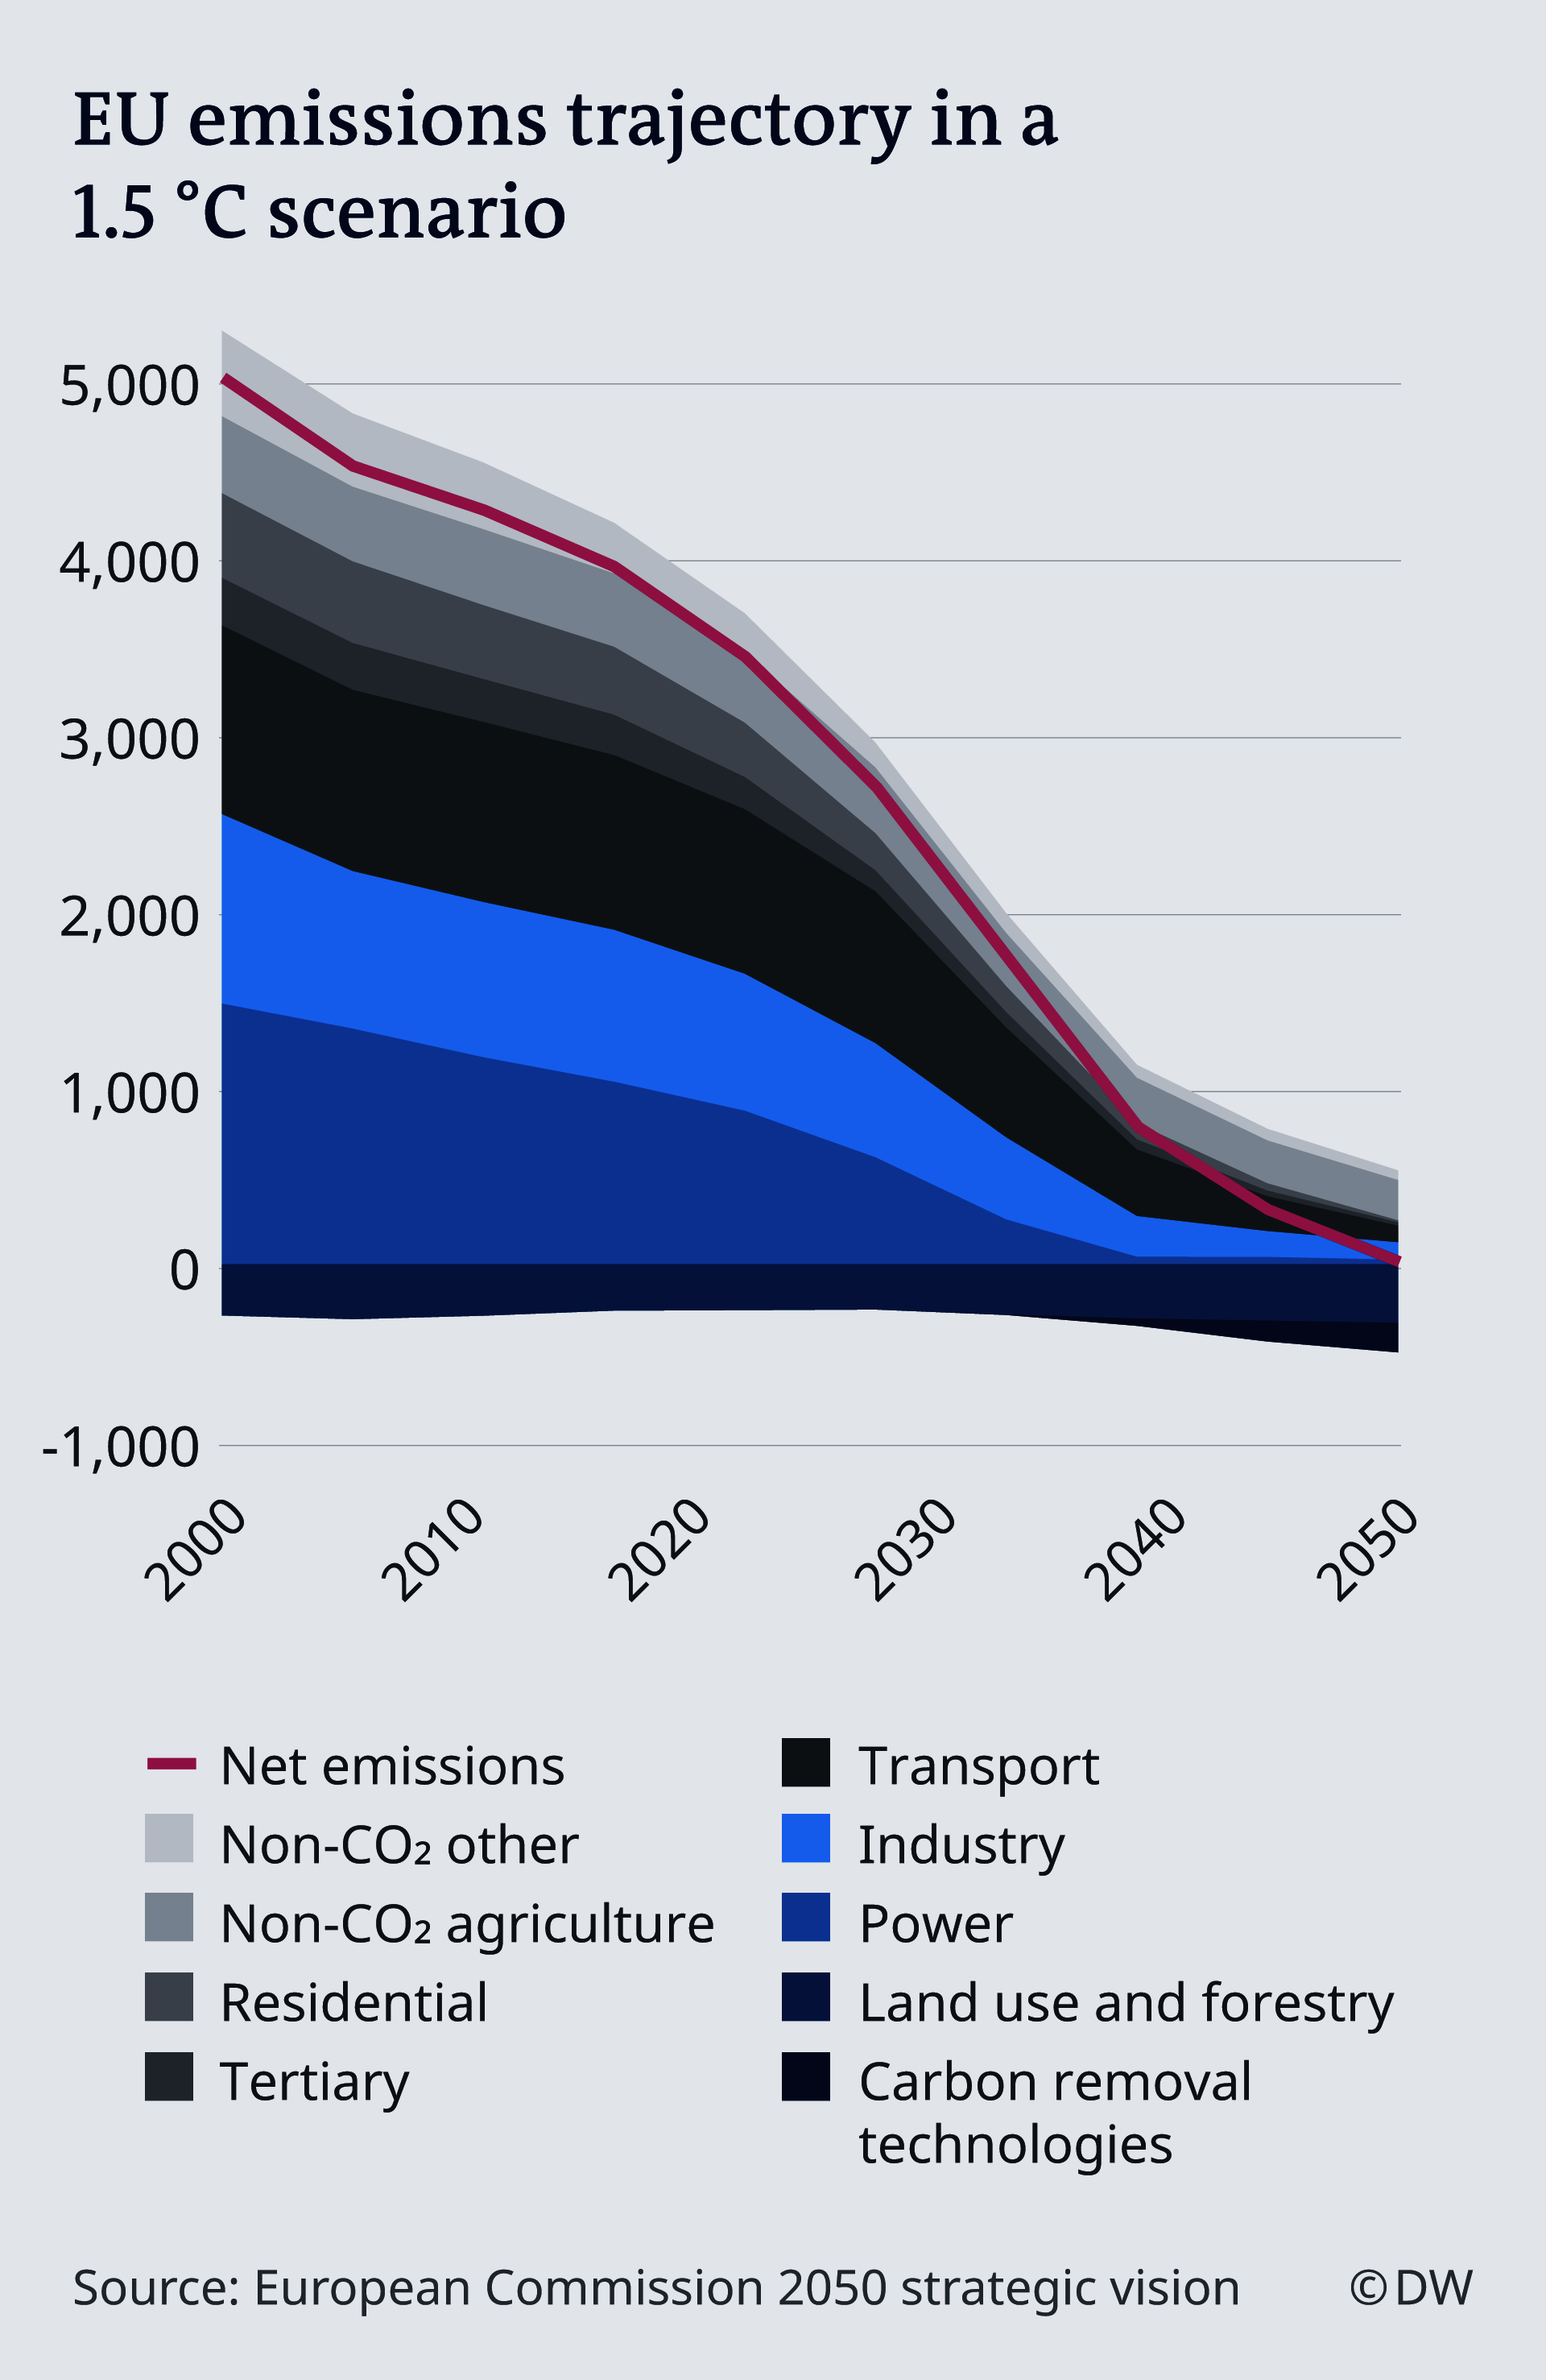 EU emissions trajectory in a
1.5 °C scenario
5,000
4,000
3,000
2,000
1,000
0
-1,000
2000
2010
2020
2030
2040
2050
Net emissions
Non-CO₂ other
Non-CO₂ agriculture
Residential
Tertiary
Transport
Industry
Power
Land use and forestry
Carbon removal
technologies
Source: European Commission 2050 strategic vision
© DW